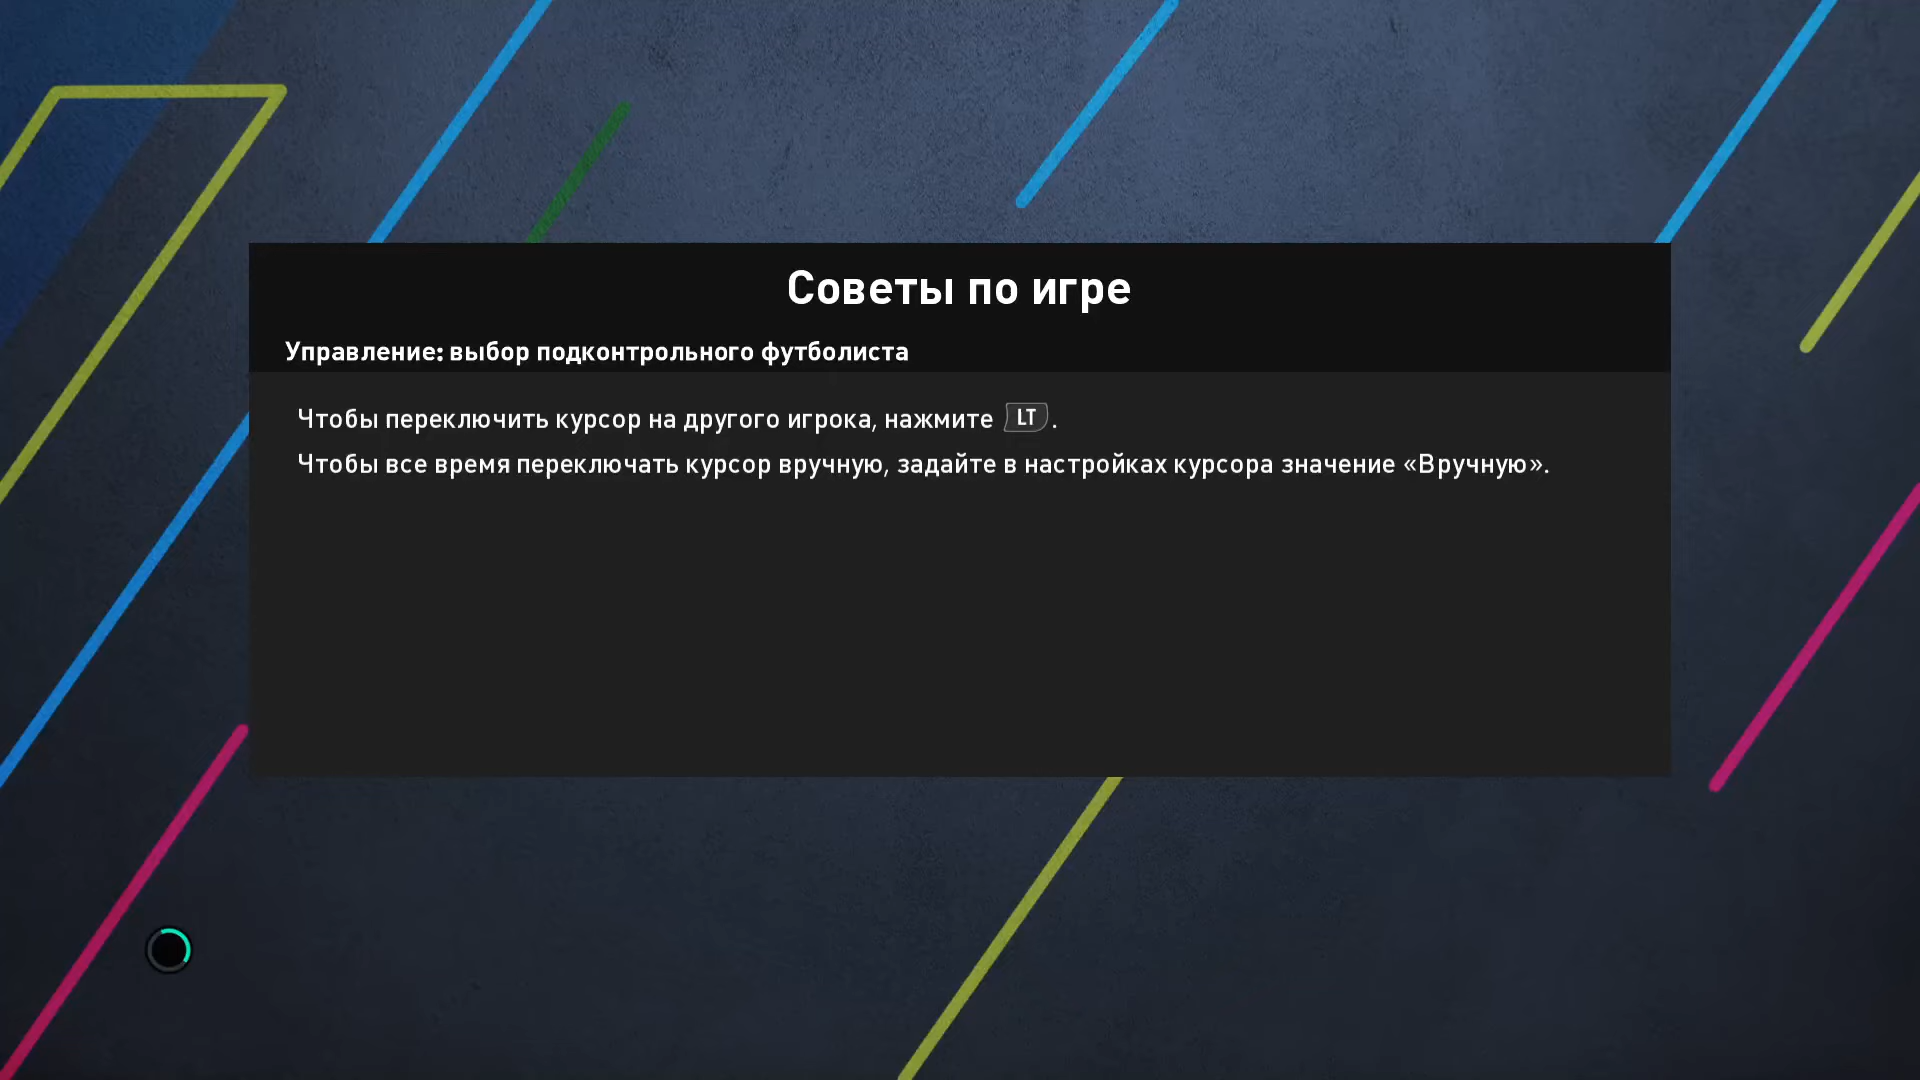 Советы по игре
Управление: выбор подконтрольного футболиста
Чтобы переключить курсор на другого игрока, нажмите LT.
Чтобы все время переключать курсор вручную, задайте в настройках курсора значение «Вручную».